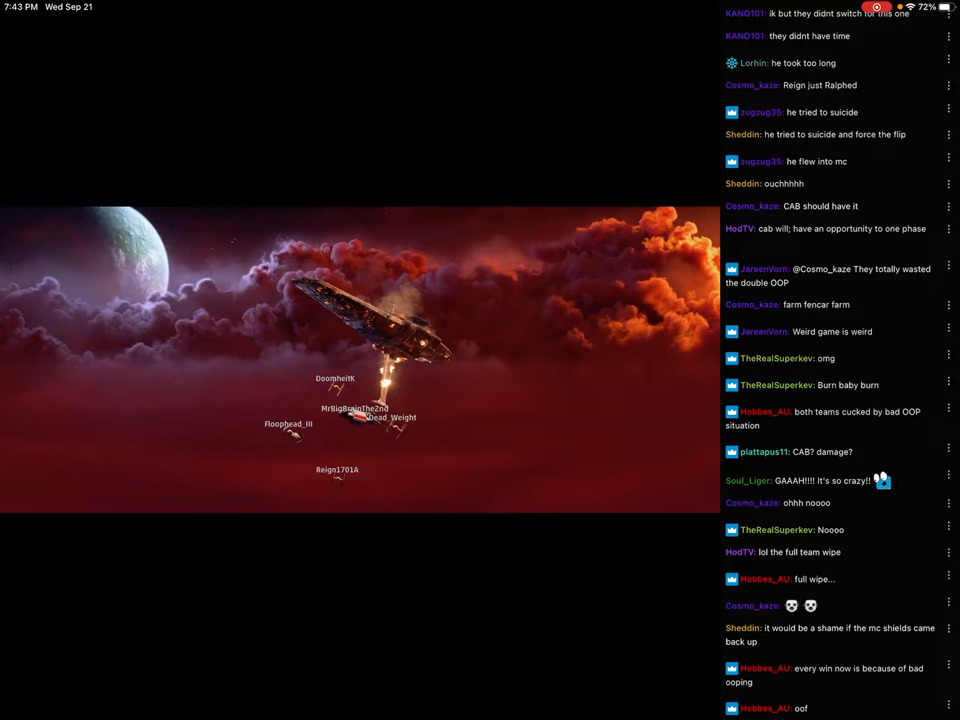 7:43 PM Wed Sep 21
72%
DoomheitK
MrBigBrainThe2nd
Dead_Weight
Floophead_III
Reign1701A
KANO101: ik but they didnt switch for this one
KANO101: they didnt have time
Lorhin: he took too long
Cosmo_kaze: Reign just Ralphed
zugzug35: he tried to suicide
Sheddin: he tried to suicide and force the flip
zugzug35: he flew into mc
Sheddin: ouchhhhh
Cosmo_kaze: CAB should have it
HodTV: cab will; have an opportunity to one phase
JareenVorn: @Cosmo_kaze They totally wasted
the double OOP
Cosmo_kaze: farm fencar farm
JareenVorn: Weird game is weird
TheRealSuperkev: omg
TheRealSuperkev: Burn baby burn
Hobbes_AU: both teams cucked by bad OOP
situation
plattapus11: CAB? damage?
Soul_Liger: GAAAH!!!! It's so crazy!!
Cosmo_kaze: ohhh noooo
TheRealSuperkev: Noooo
HodTV: lol the full team wipe
Hobbes_AU: full wipe...
Cosmo_kaze:
Sheddin: it would be a shame if the mc shields came
back up
Hobbes_AU: every win now is because of bad
ooping
Hobbes_AU: oof